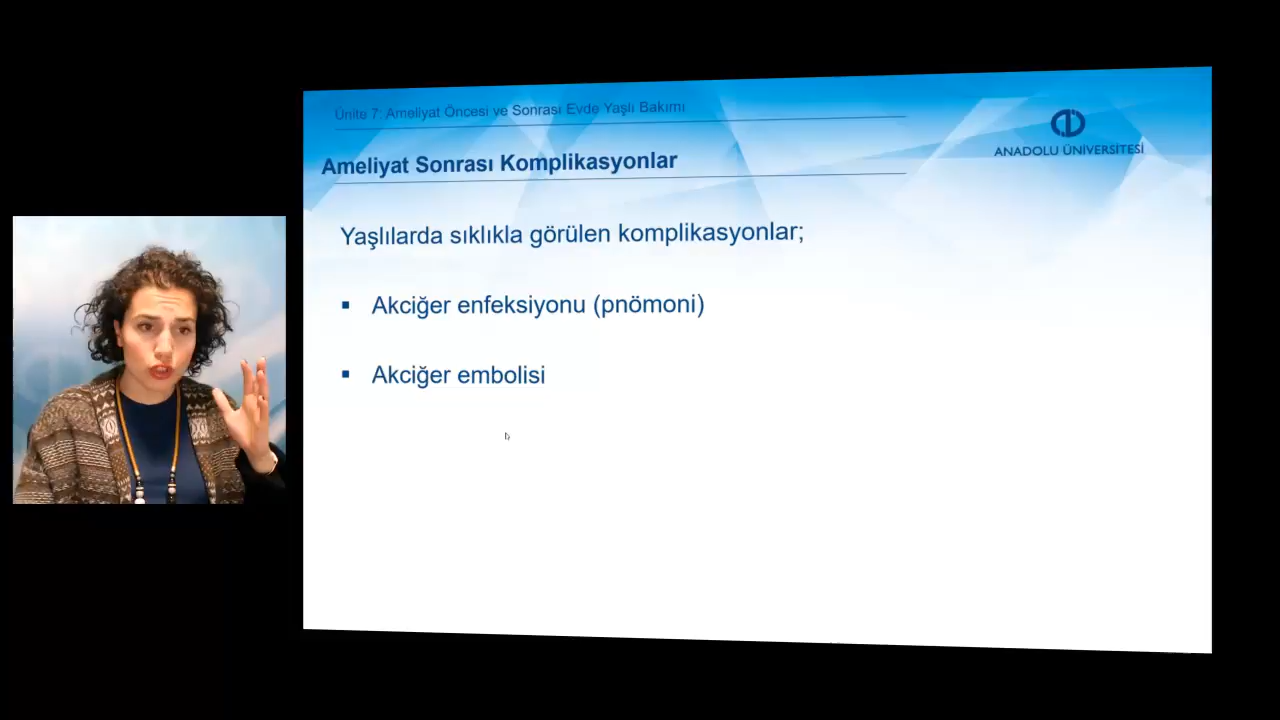 Ünite 7: Ameliyat Öncesi ve Sonrası Evde Yaşlı Bakımı
ANADOLU ÜNİVERSİTESİ
Ameliyat Sonrası Komplikasyonlar
Yaşlılarda sıklıkla görülen komplikasyonlar;
▪ Akciğer enfeksiyonu (pnömoni)
▪ Akciğer embolisi